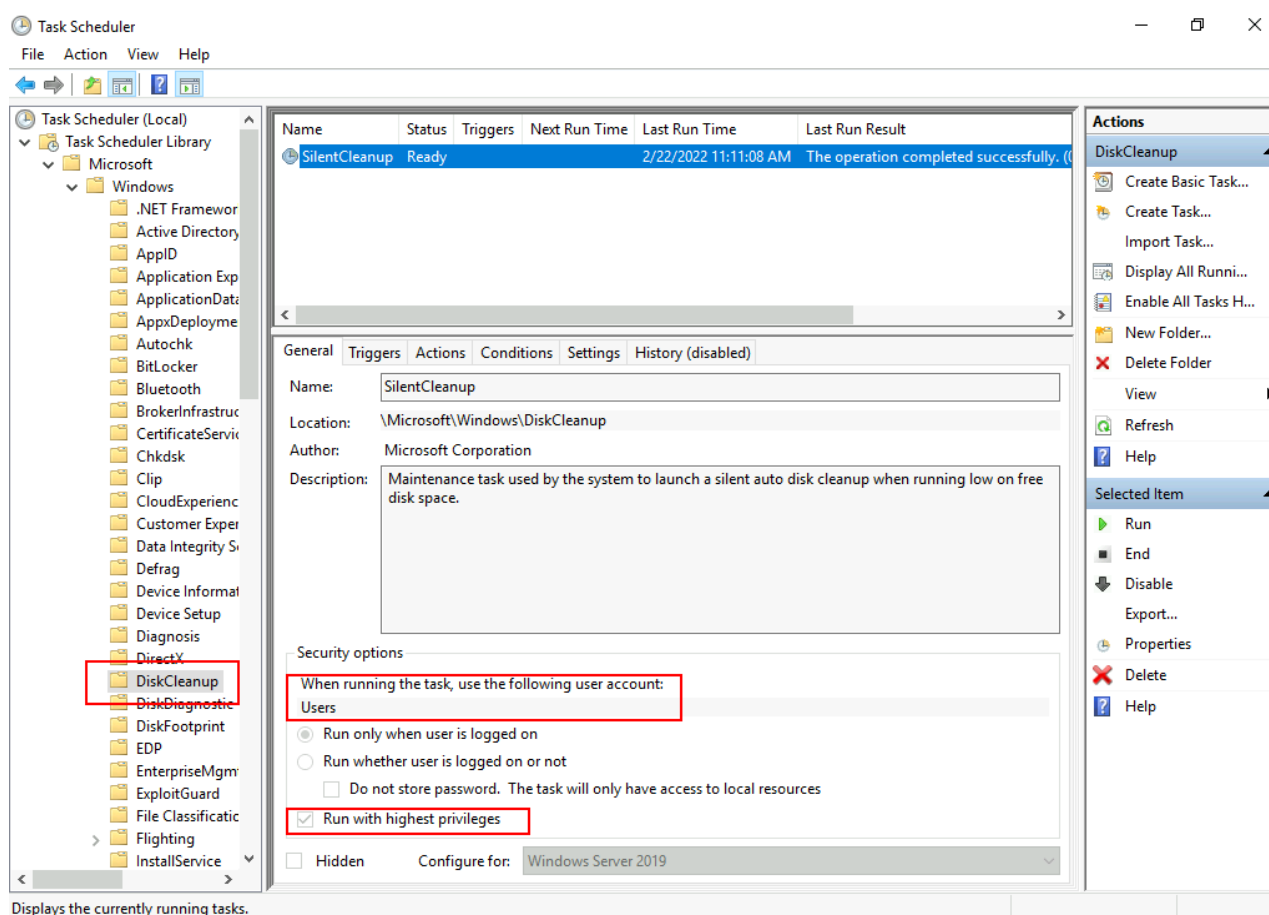 Task Scheduler
File Action View Help
Task Scheduler (Local)
Task Scheduler Library
Microsoft
Windows
.NET Framewor
Active Directory
AppID
Application Exp
ApplicationData
AppxDeployme
Autochk
BitLocker
Bluetooth
BrokerInfrastruc
CertificateServic
Chkdsk
Clip
CloudExperienc
Customer Exper
Data Integrity S
Defrag
Device Informat
Device Setup
Diagnosis
DirectX
DiskCleanup
DiskDiagnostic
DiskFootprint
EDP
EnterpriseMgm
ExploitGuard
File Classificatic
Flighting
InstallService
Name Status Triggers Next Run Time Last Run Time Last Run Result
SilentCleanup Ready 2/22/2022 11:11:08 AM The operation completed successfully. (0
General Triggers Actions Conditions Settings History (disabled)
Name: SilentCleanup
Location: \Microsoft\Windows\DiskCleanup
Author: Microsoft Corporation
Description: Maintenance task used by the system to launch a silent auto disk cleanup when running low on free
disk space.
Security options
When running the task, use the following user account:
Users
Run only when user is logged on
Run whether user is logged on or not
Do not store password. The task will only have access to local resources
Run with highest privileges
Hidden Configure for: Windows Server 2019
Actions
DiskCleanup
Create Basic Task...
Create Task...
Import Task...
Display All Runni...
Enable All Tasks H...
New Folder...
Delete Folder
View
Refresh
Help
Selected Item
Run
End
Disable
Export...
Properties
Delete
Help
Displays the currently running tasks.